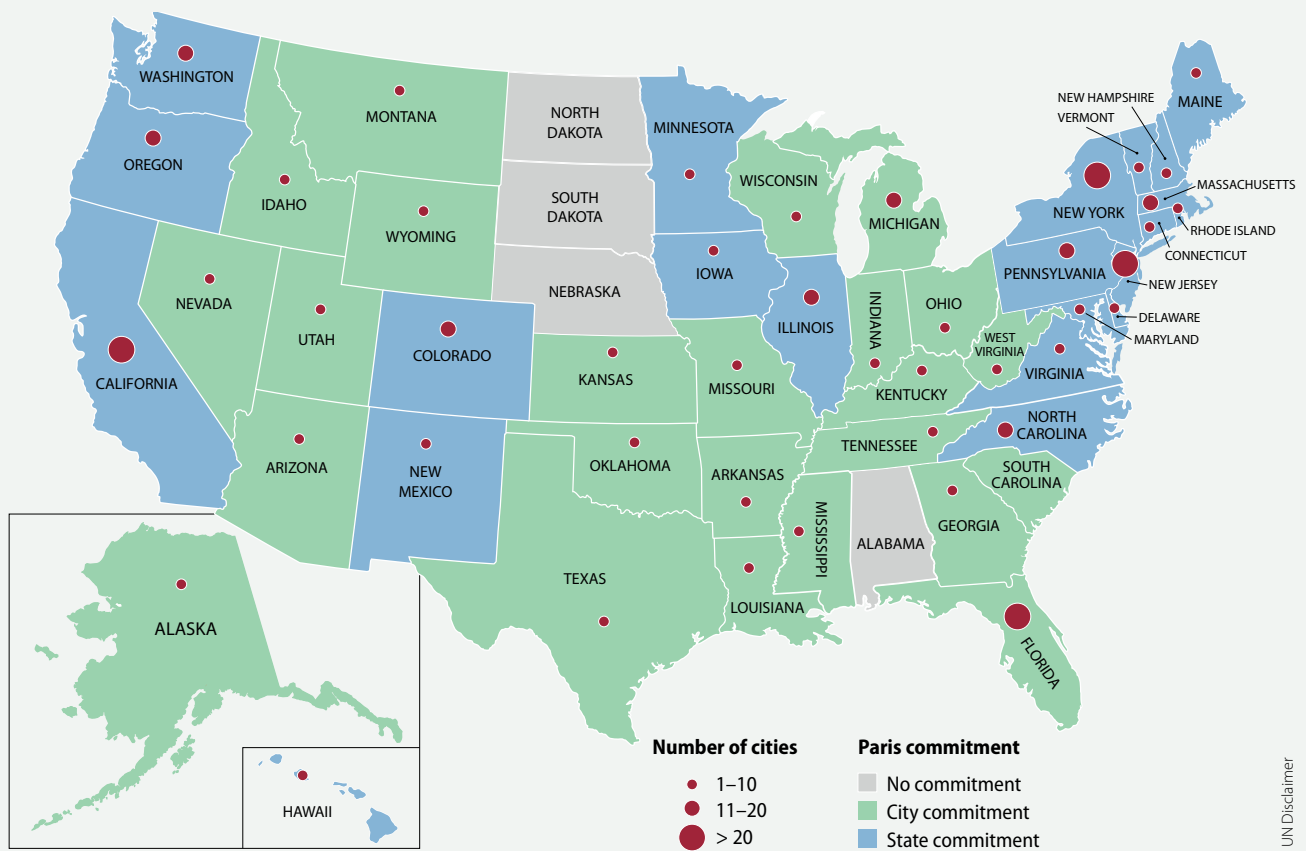 WASHINGTON
OREGON
CALIFORNIA
NEVADA
IDAHO
MONTANA
WYOMING
UTAH
COLORADO
ARIZONA
NEW
MEXICO
NORTH
DAKOTA
SOUTH
DAKOTA
NEBRASKA
KANSAS
OKLAHOMA
TEXAS
MINNESOTA
IOWA
MISSOURI
ARKANSAS
LOUISIANA
WISCONSIN
ILLINOIS
MICHIGAN
INDIANA
OHIO
KENTUCKY
TENNESSEE
MISSISSIPPI
ALABAMA
GEORGIA
FLORIDA
SOUTH
CAROLINA
NORTH
CAROLINA
VIRGINIA
WEST
VIRGINIA
PENNSYLVANIA
NEW YORK
NEW HAMPSHIRE
VERMONT
MAINE
MASSACHUSETTS
RHODE ISLAND
CONNECTICUT
NEW JERSEY
DELAWARE
MARYLAND
ALASKA
HAWAII
Number of cities
1–10
11–20
> 20
Paris commitment
No commitment
City commitment
State commitment
UN Disclaimer